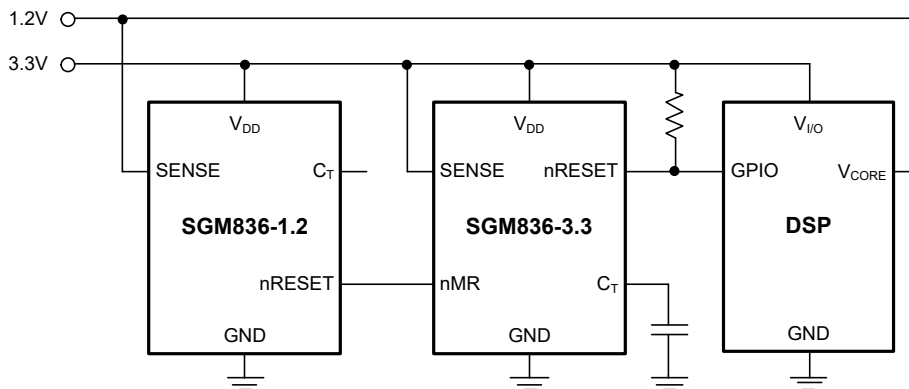 1.2V
3.3V
VDD
SENSE
CT
SGM836-1.2
nRESET
GND
VDD
SENSE
nRESET
SGM836-3.3
nMR
CT
GND
VI/O
GPIO
VCORE
DSP
GND